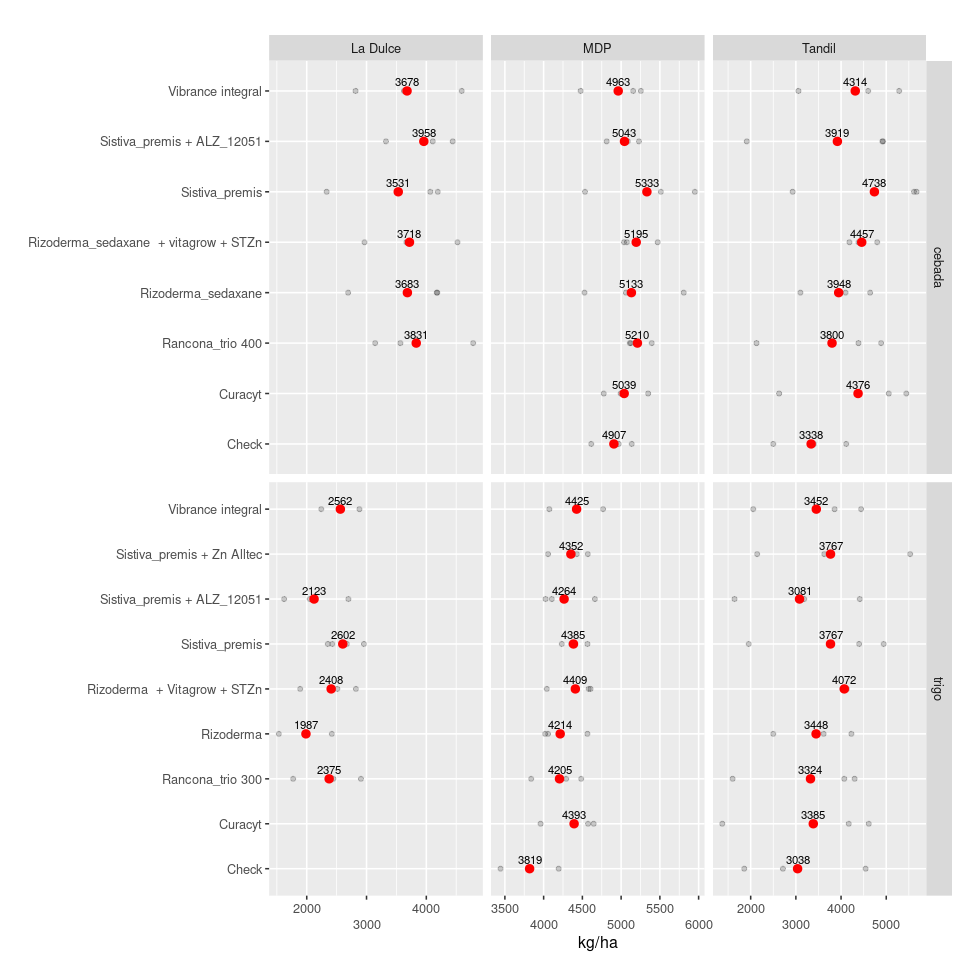 La Dulce MDP Tandil
cebada
Vibrance integral 3678 4963 4314
Sistiva_premis + ALZ_12051 3958 5043 3919
Sistiva_premis 3531 5333 4738
Rizoderma_sedaxane  + vitagrow + STZn 3718 5195 4457
Rizoderma_sedaxane 3683 5133 3948
Rancona_trio 400 3831 5210 3800
Curacyt 5039 4376
Check 4907 3338
trigo
Vibrance integral 2562 4425 3452
Sistiva_premis + Zn Alltec 4352 3767
Sistiva_premis + ALZ_12051 2123 4264 3081
Sistiva_premis 2602 4385 3767
Rizoderma  + Vitagrow + STZn 2408 4409 4072
Rizoderma 1987 4214 3448
Rancona_trio 300 2375 4205 3324
Curacyt 4393 3385
Check 3819 3038
2000 4000 3500 4500 5500 2000 4000
3000 4000 5000 6000 3000 5000
kg/ha